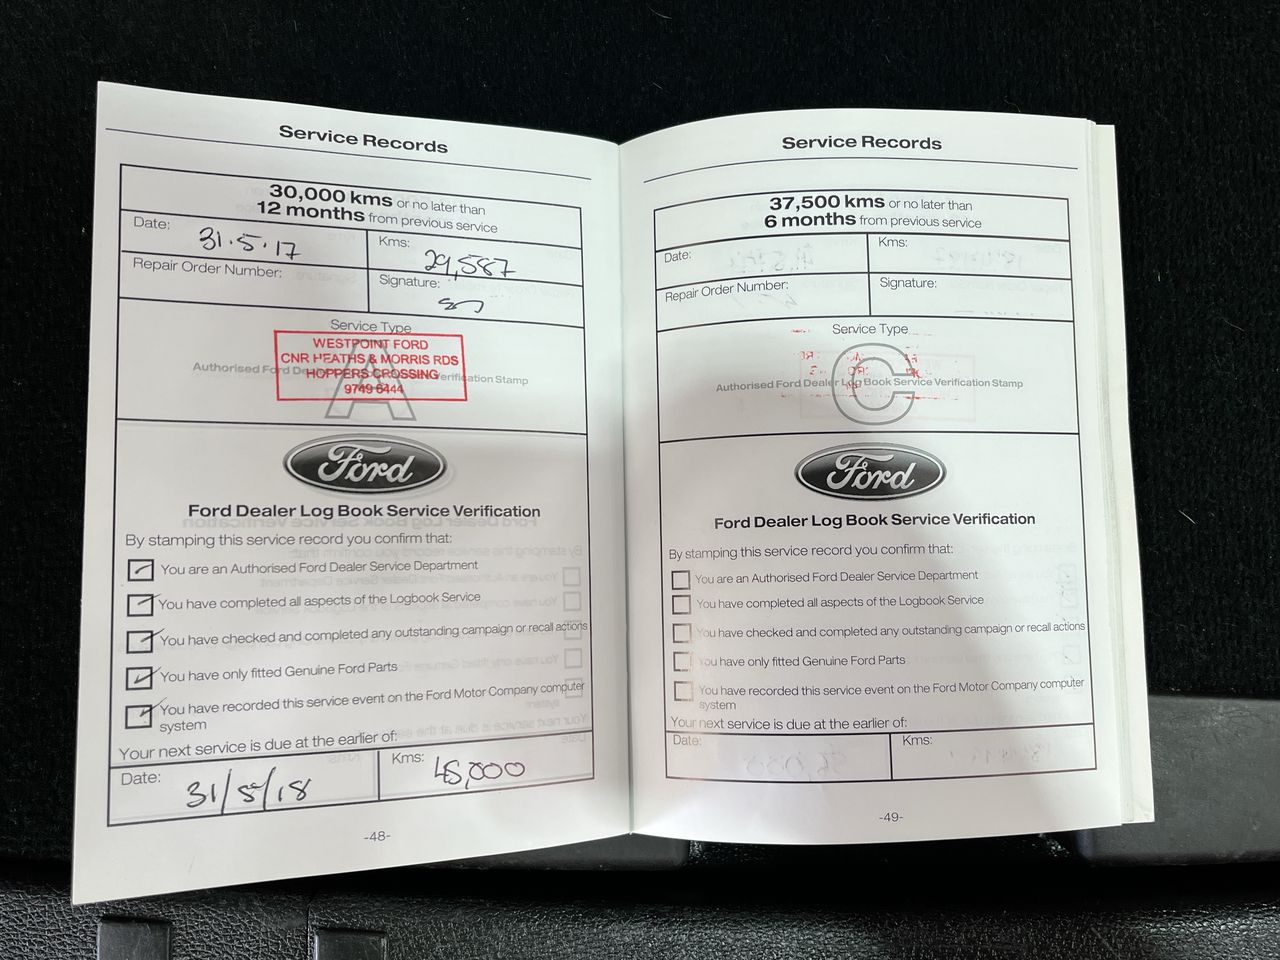 Service Records
30,000 kms or no later than
12 months from previous service
Date: 31·5·17
Kms: 29,587
Repair Order Number:
Signature:
Service Type
A
Authorised Ford De Verification Stamp
WESTPOINT FORD
CNR HEATHS & MORRIS RDS
HOPPERS CROSSING
9749 6444
Ford
Ford Dealer Log Book Service Verification
By stamping this service record you confirm that:
You are an Authorised Ford Dealer Service Department
You have completed all aspects of the Logbook Service
You have checked and completed any outstanding campaign or recall actions
You have only fitted Genuine Ford Parts
You have recorded this service event on the Ford Motor Company computer
system
Your next service is due at the earlier of:
Date: 31/5/18
Kms: 45,000
-48-
Service Records
37,500 kms or no later than
6 months from previous service
Date:
Kms:
Repair Order Number:
Signature:
Service Type
C
Authorised Ford Dealer Log Book Service Verification Stamp
Ford
Ford Dealer Log Book Service Verification
By stamping this service record you confirm that:
You are an Authorised Ford Dealer Service Department
You have completed all aspects of the Logbook Service
You have checked and completed any outstanding campaign or recall actions
You have only fitted Genuine Ford Parts
You have recorded this service event on the Ford Motor Company computer
system
Your next service is due at the earlier of:
Date:
Kms:
-49-